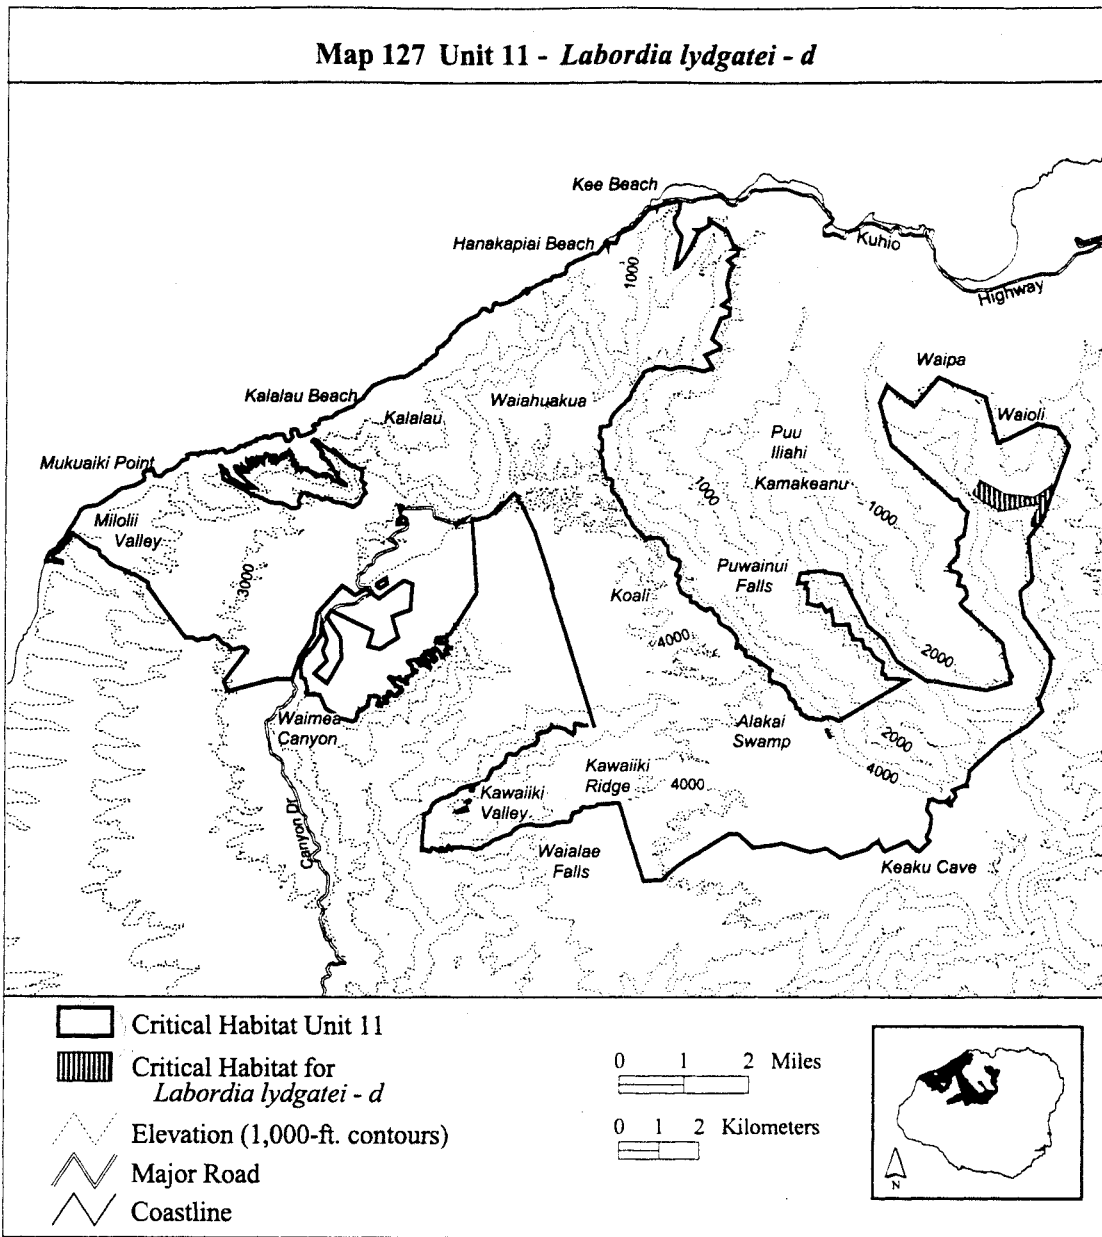 Map 127 Unit 11 - Labordia lydgatei - d
Kee Beach
Hanakapiai Beach
Kuhio
Highway
1000
Waipa
Kalalau Beach
Waiahuakua
Waioli
Kalalau
Puu
Iliahi
Mukuaiki Point
Kamakeanu
1000
1000
Milolii
Valley
3000
Puwainui
Falls
Koali
4000
2000
Waimea
Canyon
Alakai
Swamp
2000
4000
Kawaiiki
Ridge
4000
Kawaiiki
Valley
Canyon Dr
Waialae
Falls
Keaku Cave
Critical Habitat Unit 11
Critical Habitat for
Labordia lydgatei - d
Elevation (1,000-ft. contours)
Major Road
Coastline
0 1 2 Miles
0 1 2 Kilometers
N